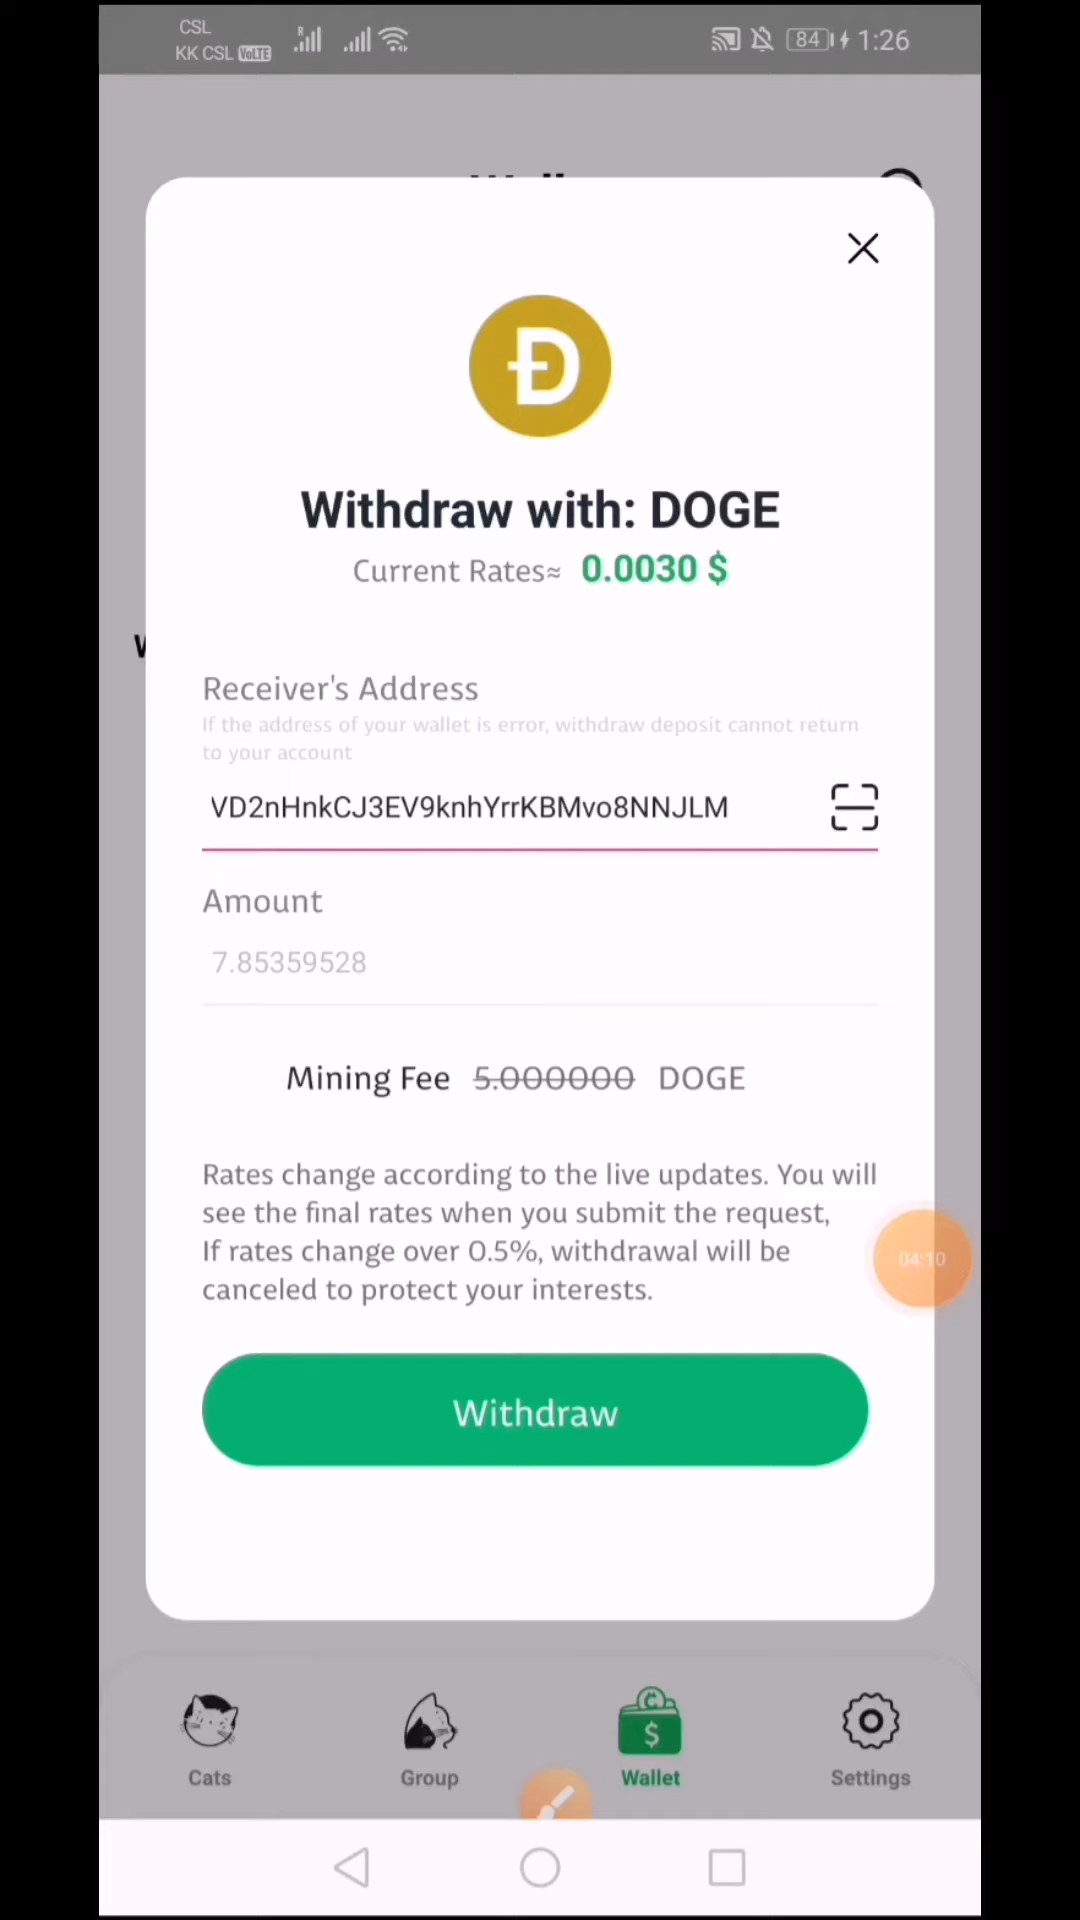 CSL
KK CSL VoLTE
R
84 1:26
Withdraw with: DOGE
Current Rates≈ 0.0030 $
Receiver's Address
If the address of your wallet is error, withdraw deposit cannot return
to your account
VD2nHnkCJ3EV9knhYrrKBMvo8NNJLM
Amount
7.85359528
Mining Fee 5.000000 DOGE
Rates change according to the live updates. You will
see the final rates when you submit the request,
If rates change over 0.5%, withdrawal will be
canceled to protect your interests.
04:10
Withdraw
Cats
Group
Wallet
Settings